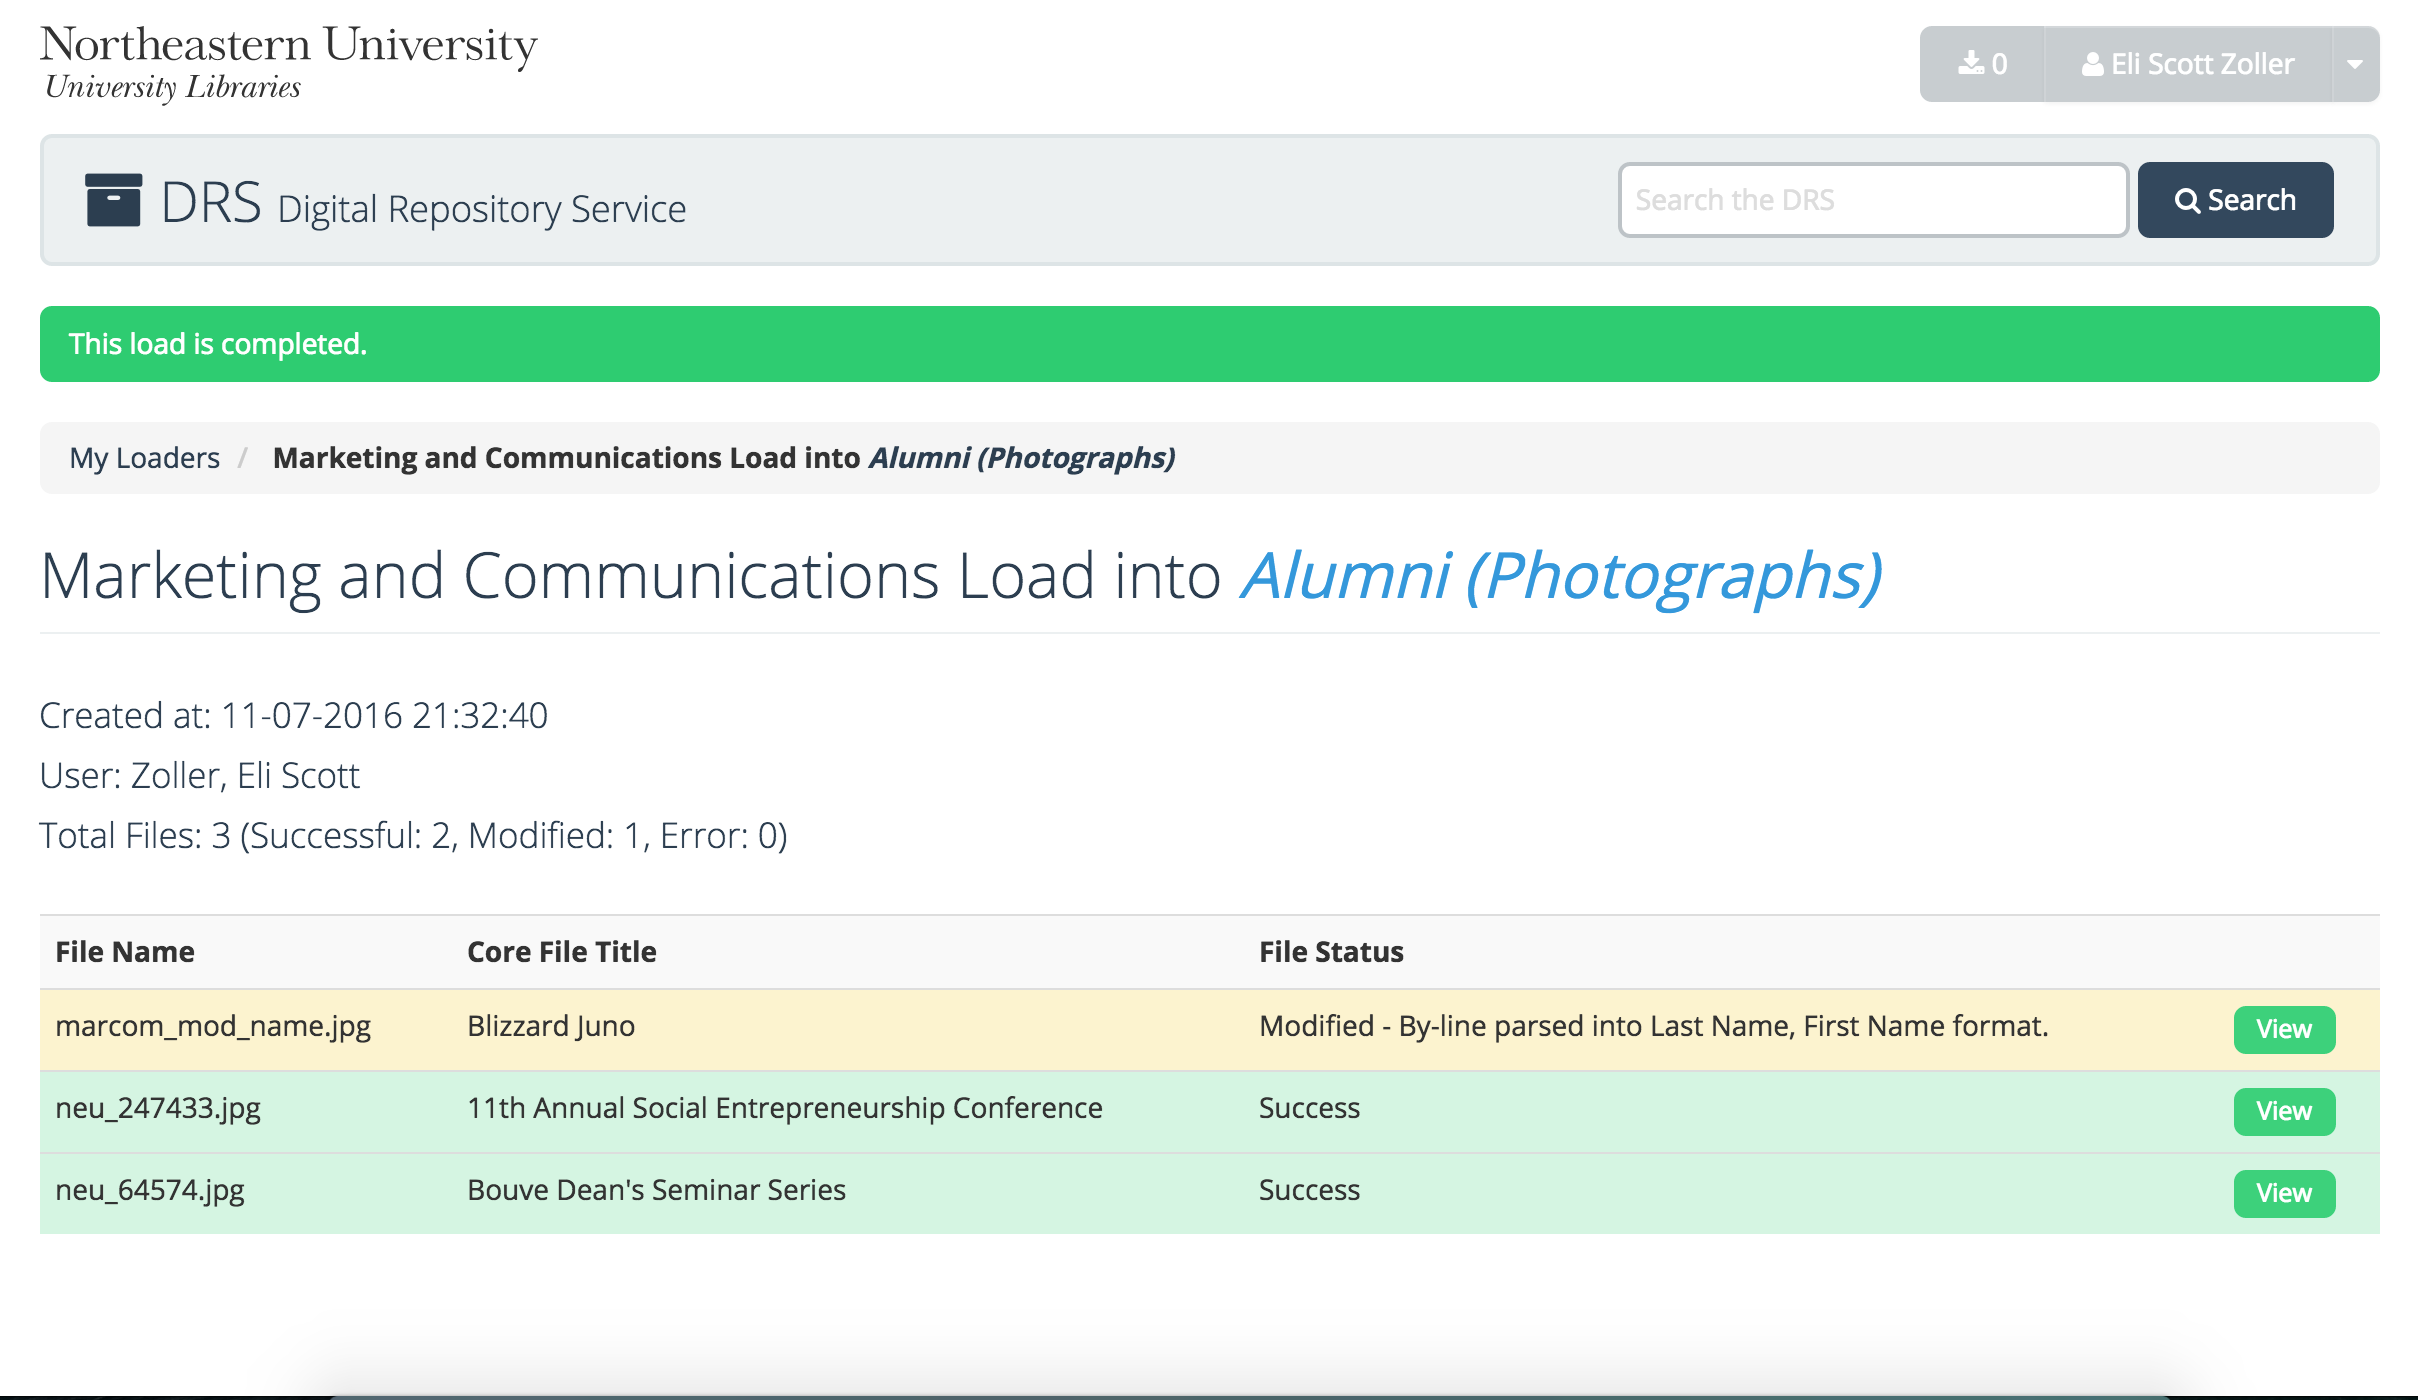 Northeastern University
University Libraries
0
Eli Scott Zoller
DRS Digital Repository Service
Search the DRS
Search
This load is completed.
My Loaders / Marketing and Communications Load into Alumni (Photographs)
Marketing and Communications Load into Alumni (Photographs)
Created at: 11-07-2016 21:32:40
User: Zoller, Eli Scott
Total Files: 3 (Successful: 2, Modified: 1, Error: 0)
File Name Core File Title File Status
marcom_mod_name.jpg Blizzard Juno Modified - By-line parsed into Last Name, First Name format. View
neu_247433.jpg 11th Annual Social Entrepreneurship Conference Success View
neu_64574.jpg Bouve Dean's Seminar Series Success View